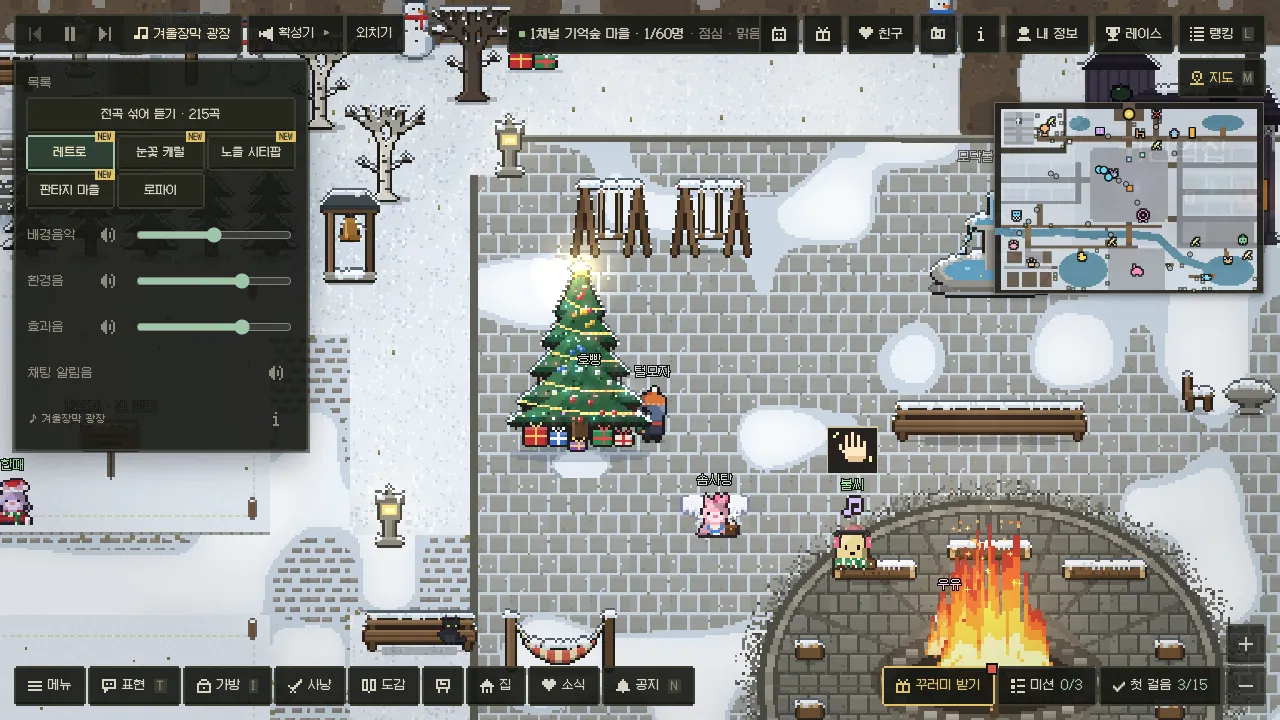 겨울장막 광장
확성기
외치기
1채널 기억숲 마을 · 1/60명 · 점심 · 맑음
친구
i
내 정보
레이스
랭킹 L
지도 M
목록
전곡 섞어 듣기 · 215곡
레트로 NEW
눈꽃 캐럴 NEW
노을 시티팝 NEW
판타지 마을 NEW
로파이
배경음악
환경음
효과음
채팅 알림음
♪ 겨울장막 광장
i
호빵
털모자
솜사탕
불씨
우유
메뉴
표현 T
가방 I
사냥
도감
집
소식
공지 N
꾸러미 받기
미션 0/3
첫 걸음 3/15